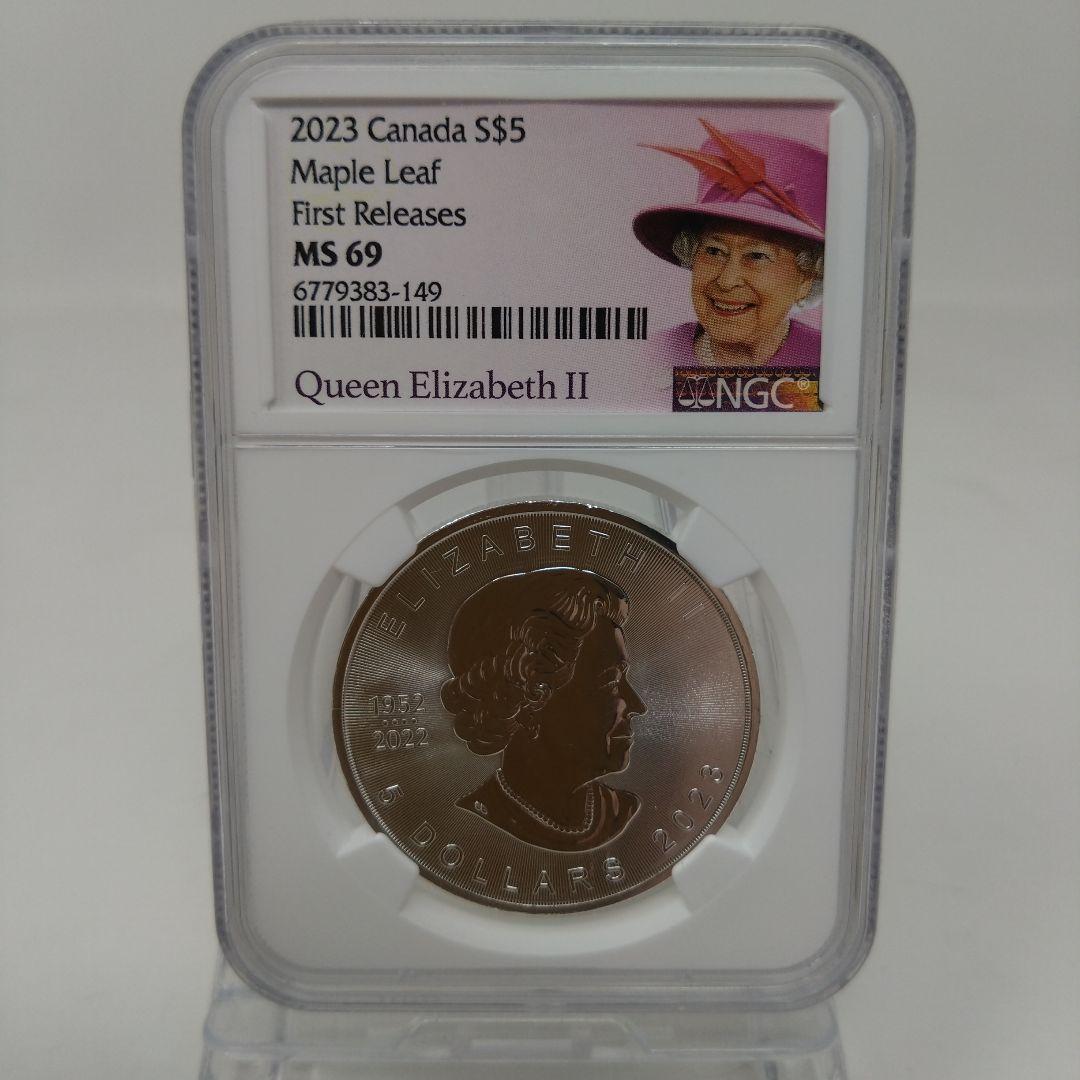 2023 Canada S$5
Maple Leaf
First Releases
MS 69
6779383-149
Queen Elizabeth II
NGC®
ELIZABETH II
1952
2022
5 DOLLARS 2023